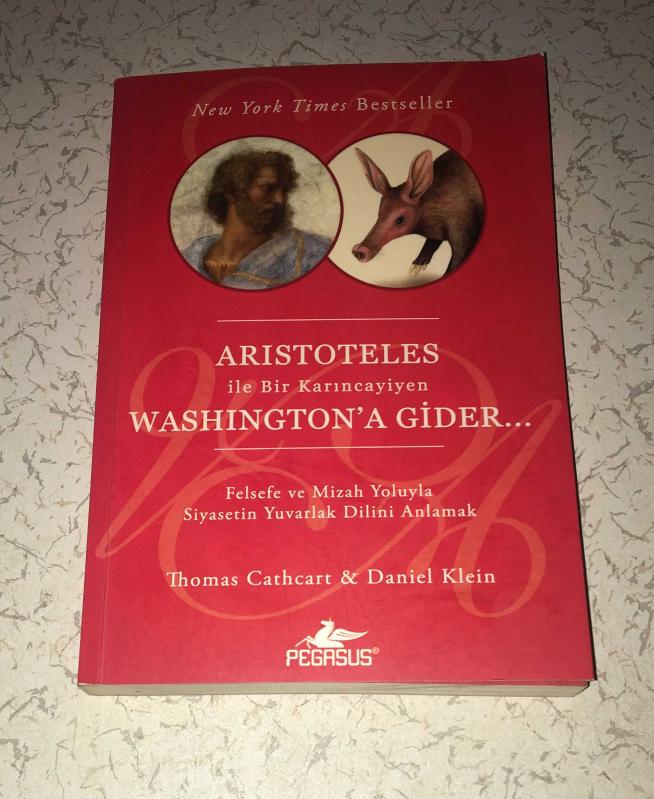 New York Times Bestseller
ARISTOTELES
ile Bir Karıncayiyen
WASHINGTON'A GİDER...
Felsefe ve Mizah Yoluyla
Siyasetin Yuvarlak Dilini Anlamak
Thomas Cathcart & Daniel Klein
PEGASUS®